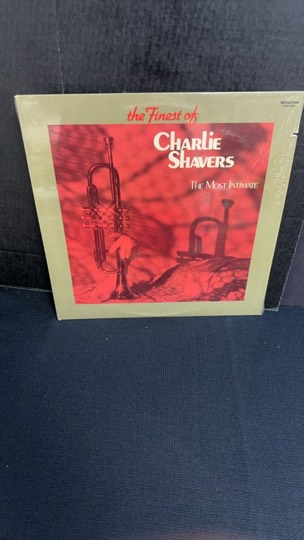 the Finest of
CHARLIE
SHAVERS
THE MOST INTIMATE